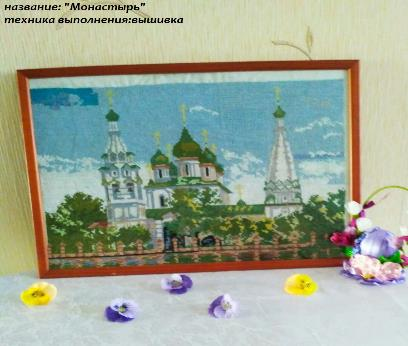 название: "Монастырь"
техника выполнения:вышивка